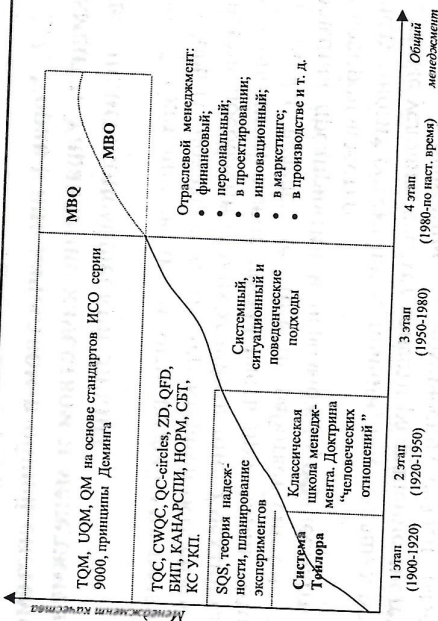 Менеджмент качества
TQM, UQM, QM на основе стандартов ИСО серии
9000, принципы Деминга
MBQ
MBO
TQC, CWQC, QC-circles, ZD, QFD,
БИП, КАНАРСПИ, НОРМ, СБТ,
КС УКП.
Отраслевой менеджмент:
• финансовый;
• персональный;
• в проектировании;
• инновационный;
• в маркетинге;
• в производстве и т. д.
SQS, теория надеж-
ности, планирование
экспериментов
Системный,
ситуационный и
поведенческие
подходы
Система
Тейлора
Классическая
школа менедж-
мента. Доктрина
“человеческих
отношений ”
1 этап
(1900-1920)
2 этап
(1920-1950)
3 этап
(1950-1980)
4 этап
(1980-по наст. время)
Общий
менеджмент